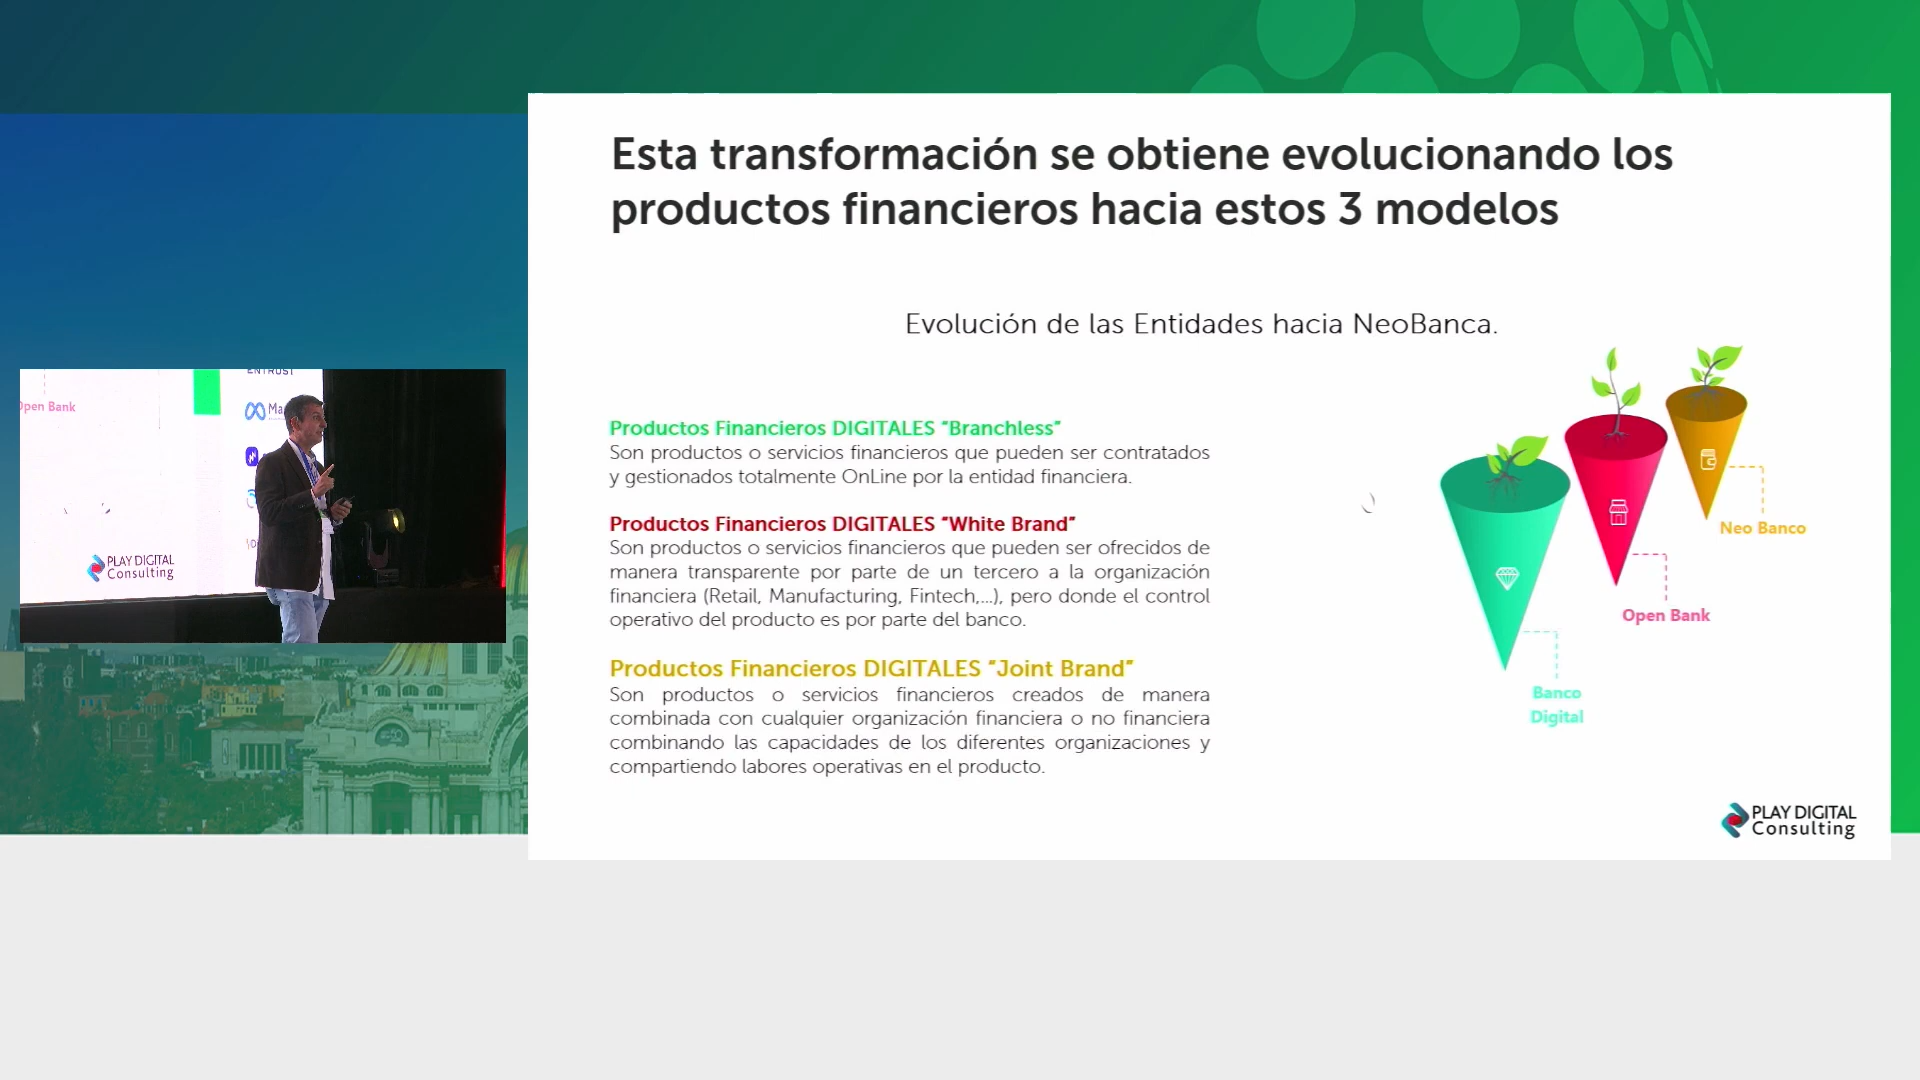 Esta transformación se obtiene evolucionando los
productos financieros hacia estos 3 modelos
Evolución de las Entidades hacia NeoBanca.
Productos Financieros DIGITALES “Branchless”
Son productos o servicios financieros que pueden ser contratados
y gestionados totalmente OnLine por la entidad financiera.
Productos Financieros DIGITALES “White Brand”
Son productos o servicios financieros que pueden ser ofrecidos de
manera transparente por parte de un tercero a la organización
financiera (Retail, Manufacturing, Fintech,...), pero donde el control
operativo del producto es por parte del banco.
Productos Financieros DIGITALES “Joint Brand”
Son productos o servicios financieros creados de manera
combinada con cualquier organización financiera o no financiera
combinando las capacidades de los diferentes organizaciones y
compartiendo labores operativas en el producto.
Neo Banco
Open Bank
Banco
Digital
PLAY DIGITAL
Consulting
ENTRUST
Open Bank
PLAY DIGITAL
Consulting